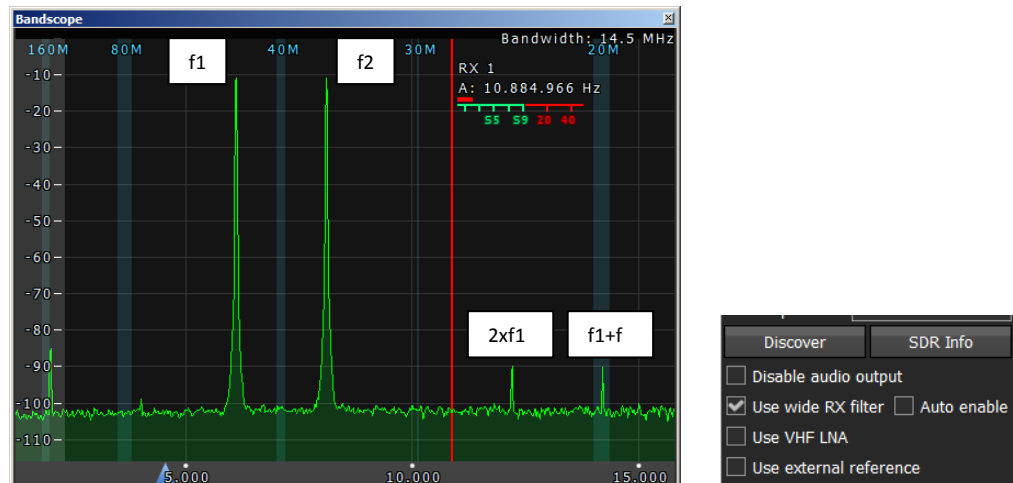 Bandscope
Bandwidth: 14.5 MHz
160M 80M 40M 30M 20M
f1 f2
RX 1
A: 10.884.966 Hz
S5 S9 20 40
-10
-20
-30
-40
-50
-60
-70
-80
-90
-100
-110
2xf1 f1+f
5.000 10.000 15.000
Discover SDR Info
Disable audio output
Use wide RX filter Auto enable
Use VHF LNA
Use external reference